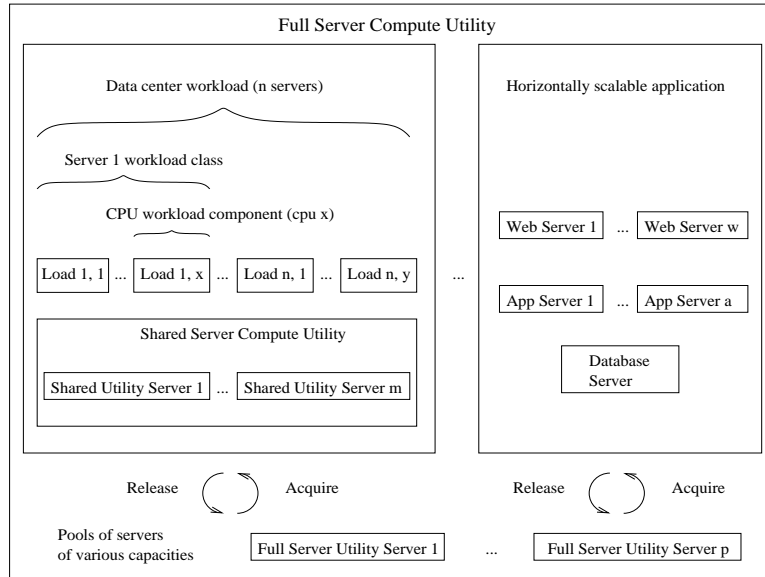 Full Server Compute Utility
Data center workload (n servers)
Server 1 workload class
CPU workload component (cpu x)
Load 1, 1 ... Load 1, x ... Load n, 1 ... Load n, y
Shared Server Compute Utility
Shared Utility Server 1 ... Shared Utility Server m
...
Horizontally scalable application
Web Server 1 ... Web Server w
App Server 1 ... App Server a
Database
Server
Release Acquire
Release Acquire
Pools of servers
of various capacities
Full Server Utility Server 1 ... Full Server Utility Server p